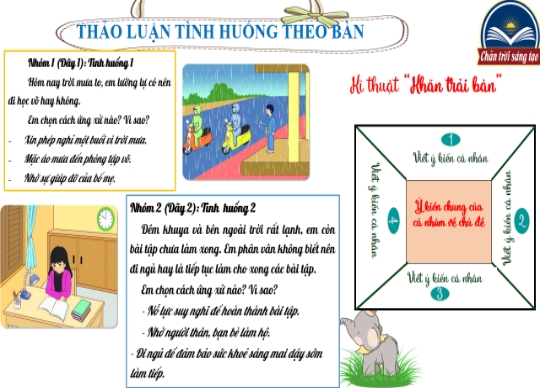 THẢO LUẬN TÌNH HUỐNG THEO BÀN
Chân trời sáng tạo
Nhóm 1 (Dãy 1): Tình huống 1
Hôm nay trời mưa to, em lưỡng lự có nên
đi học võ hay không.
Em chọn cách ứng xử nào? Vì sao?
- Xin phép nghỉ một buổi vì trời mưa.
- Mặc áo mưa đến phòng tập võ.
- Nhờ sự giúp đỡ của bố mẹ.
Kĩ thuật "Khăn trải bàn"
1
Viết ý kiến cá nhân
Viết ý kiến cá nhân
4
Ý kiến chung của
cả nhóm về chủ đề
2
Viết ý kiến cá nhân
Viết ý kiến cá nhân
3
Nhóm 2 (Dãy 2): Tình huống 2
Đêm khuya và bên ngoài trời rất lạnh, em còn
bài tập chưa làm xong. Em phân vân không biết nên
đi ngủ hay là tiếp tục làm cho xong các bài tập.
Em chọn cách ứng xử nào? Vì sao?
- Nỗ lực suy nghĩ để hoàn thành bài tập.
- Nhờ người thân, bạn bè làm hộ.
- Đi ngủ để đảm bảo sức khoẻ sáng mai dậy sớm
làm tiếp.